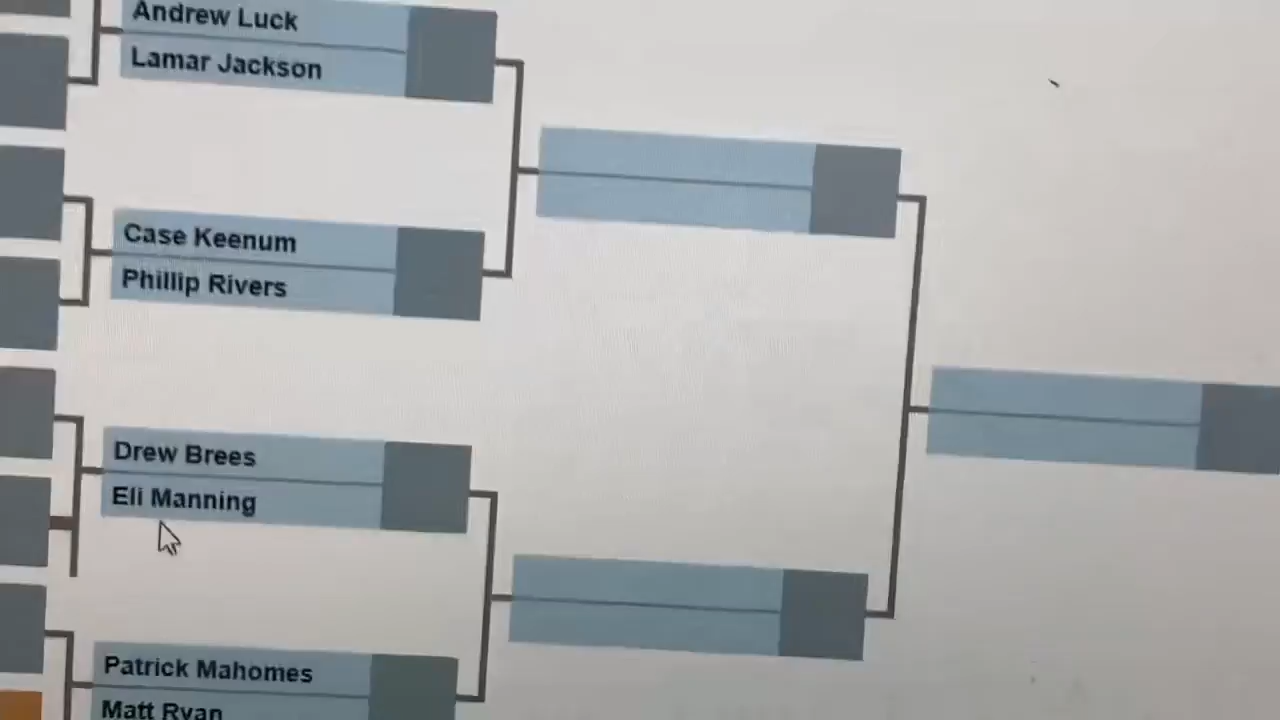 Andrew Luck
Lamar Jackson
Case Keenum
Phillip Rivers
Drew Brees
Eli Manning
Patrick Mahomes
Matt Ryan